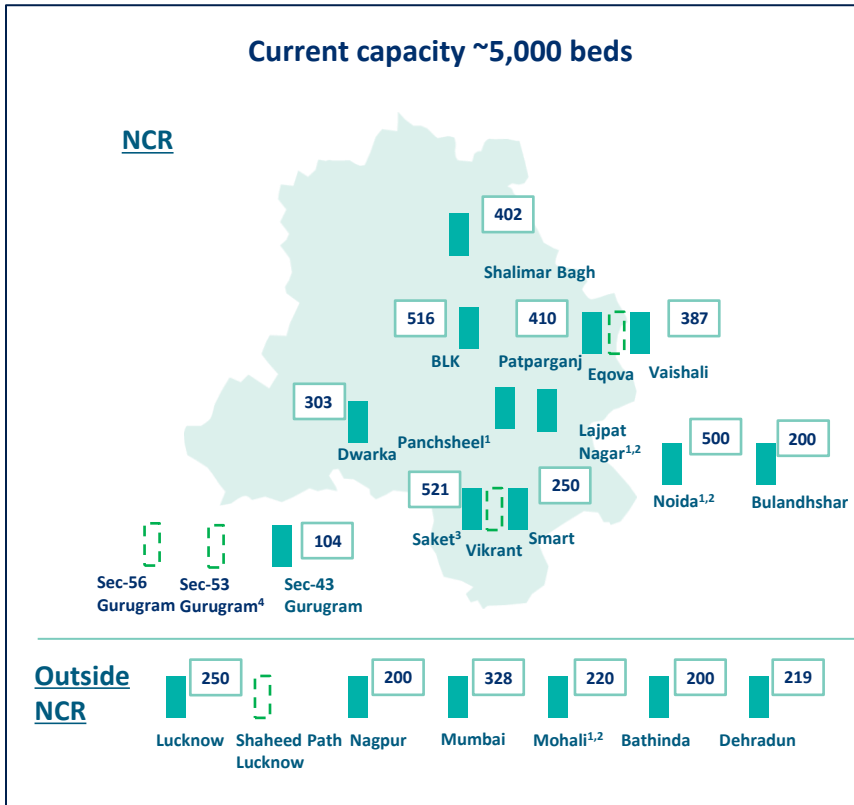 Current capacity ~5,000 beds
NCR
402
Shalimar Bagh
516
410
387
BLK
Patparganj
Eqova
Vaishali
303
Dwarka
Panchsheel¹
Lajpat
Nagar¹,²
500
200
Noida¹,²
Bulandhshar
521
250
Saket³
Vikrant
Smart
104
Sec-56
Gurugram
Sec-53
Gurugram⁴
Sec-43
Gurugram
Outside
NCR
250
200
328
220
200
219
Lucknow
Shaheed Path
Lucknow
Nagpur
Mumbai
Mohali¹,²
Bathinda
Dehradun